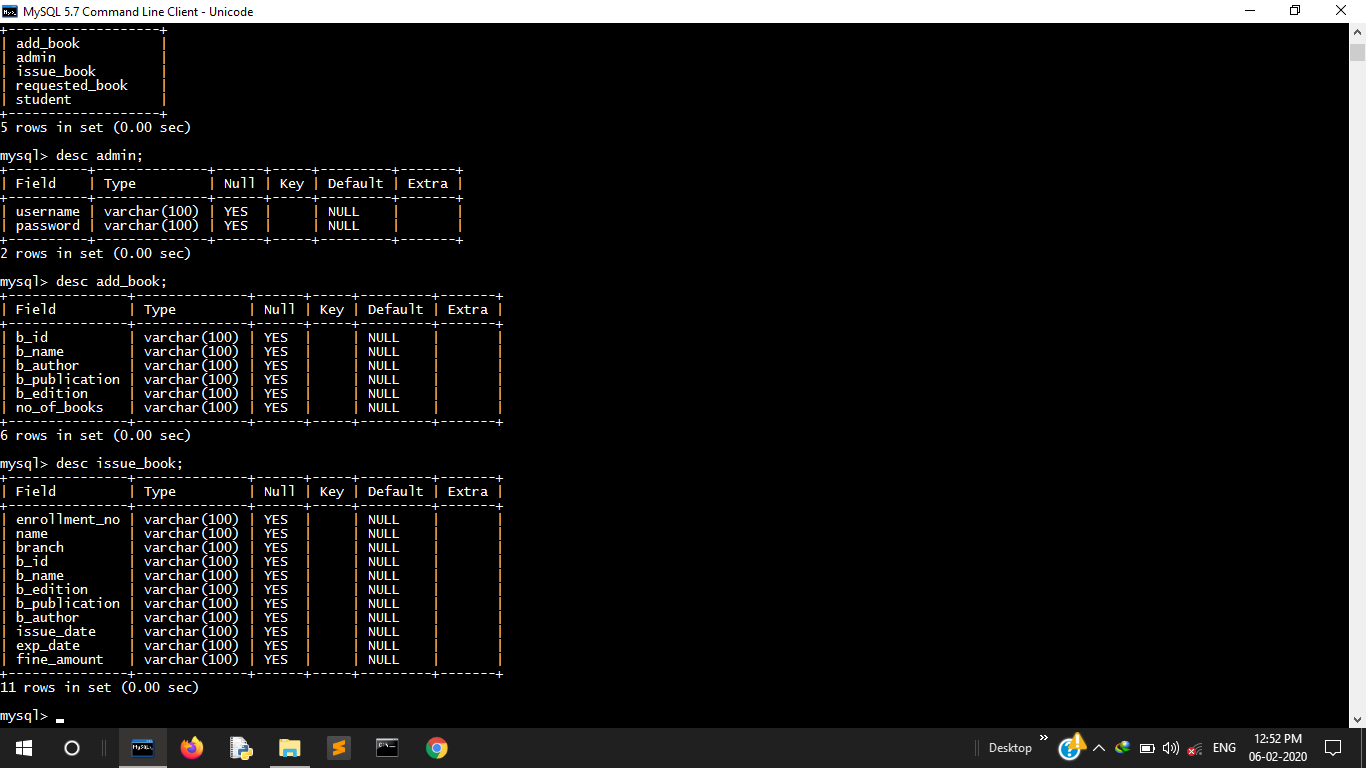 MySQL 5.7 Command Line Client - Unicode
+-------------------+
| add_book          |
| admin             |
| issue_book        |
| requested_book    |
| student           |
+-------------------+
5 rows in set (0.00 sec)
mysql> desc admin;
+----------+--------------+------+-----+---------+-------+
| Field    | Type         | Null | Key | Default | Extra |
+----------+--------------+------+-----+---------+-------+
| username | varchar(100) | YES  |     | NULL    |       |
| password | varchar(100) | YES  |     | NULL    |       |
+----------+--------------+------+-----+---------+-------+
2 rows in set (0.00 sec)
mysql> desc add_book;
+---------------+--------------+------+-----+---------+-------+
| Field         | Type         | Null | Key | Default | Extra |
+---------------+--------------+------+-----+---------+-------+
| b_id          | varchar(100) | YES  |     | NULL    |       |
| b_name        | varchar(100) | YES  |     | NULL    |       |
| b_author      | varchar(100) | YES  |     | NULL    |       |
| b_publication | varchar(100) | YES  |     | NULL    |       |
| b_edition     | varchar(100) | YES  |     | NULL    |       |
| no_of_books   | varchar(100) | YES  |     | NULL    |       |
+---------------+--------------+------+-----+---------+-------+
6 rows in set (0.00 sec)
mysql> desc issue_book;
+---------------+--------------+------+-----+---------+-------+
| Field         | Type         | Null | Key | Default | Extra |
+---------------+--------------+------+-----+---------+-------+
| enrollment_no | varchar(100) | YES  |     | NULL    |       |
| name          | varchar(100) | YES  |     | NULL    |       |
| branch        | varchar(100) | YES  |     | NULL    |       |
| b_id          | varchar(100) | YES  |     | NULL    |       |
| b_name        | varchar(100) | YES  |     | NULL    |       |
| b_edition     | varchar(100) | YES  |     | NULL    |       |
| b_publication | varchar(100) | YES  |     | NULL    |       |
| b_author      | varchar(100) | YES  |     | NULL    |       |
| issue_date    | varchar(100) | YES  |     | NULL    |       |
| exp_date      | varchar(100) | YES  |     | NULL    |       |
| fine_amount   | varchar(100) | YES  |     | NULL    |       |
+---------------+--------------+------+-----+---------+-------+
11 rows in set (0.00 sec)
mysql> _
MySQL
Desktop
ENG
12:52 PM
06-02-2020